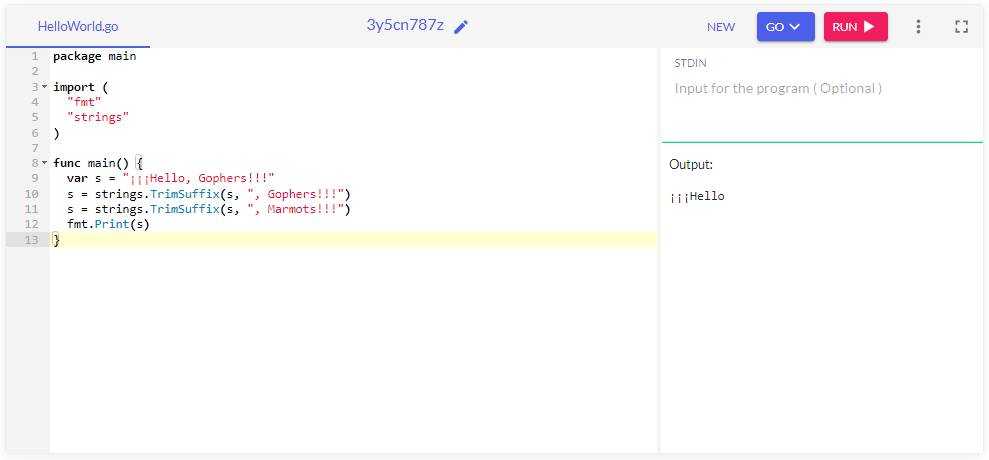 HelloWorld.go
3y5cn787z
NEW
GO
RUN
1 package main
2
3 import (
4   "fmt"
5   "strings"
6 )
7
8 func main() {
9   var s = "¡¡¡Hello, Gophers!!!"
10   s = strings.TrimSuffix(s, ", Gophers!!!")
11   s = strings.TrimSuffix(s, ", Marmots!!!")
12   fmt.Print(s)
13 }
STDIN
Input for the program ( Optional )
Output:
¡¡¡Hello